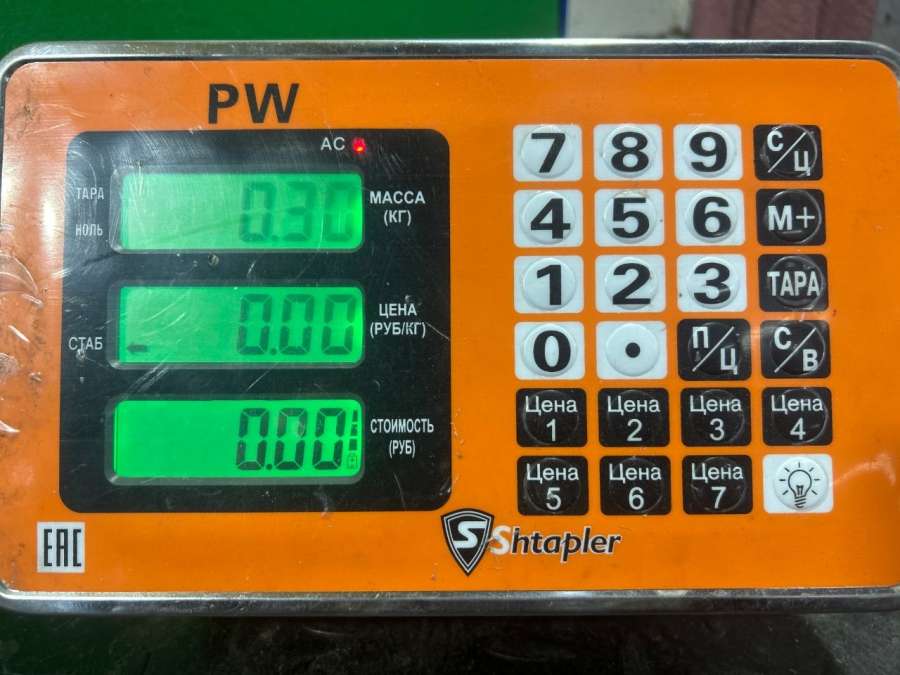 PW
AC
ТАРА
НОЛЬ
0.30
МАССА
(КГ)
СТАБ
0.00
ЦЕНА
(РУБ/КГ)
0.00
СТОИМОСТЬ
(РУБ)
7 8 9 С/Ц
4 5 6 М+
1 2 3 ТАРА
0 . П/Ц С/В
Цена 1 Цена 2 Цена 3 Цена 4
Цена 5 Цена 6 Цена 7
EAC
S Shtapler